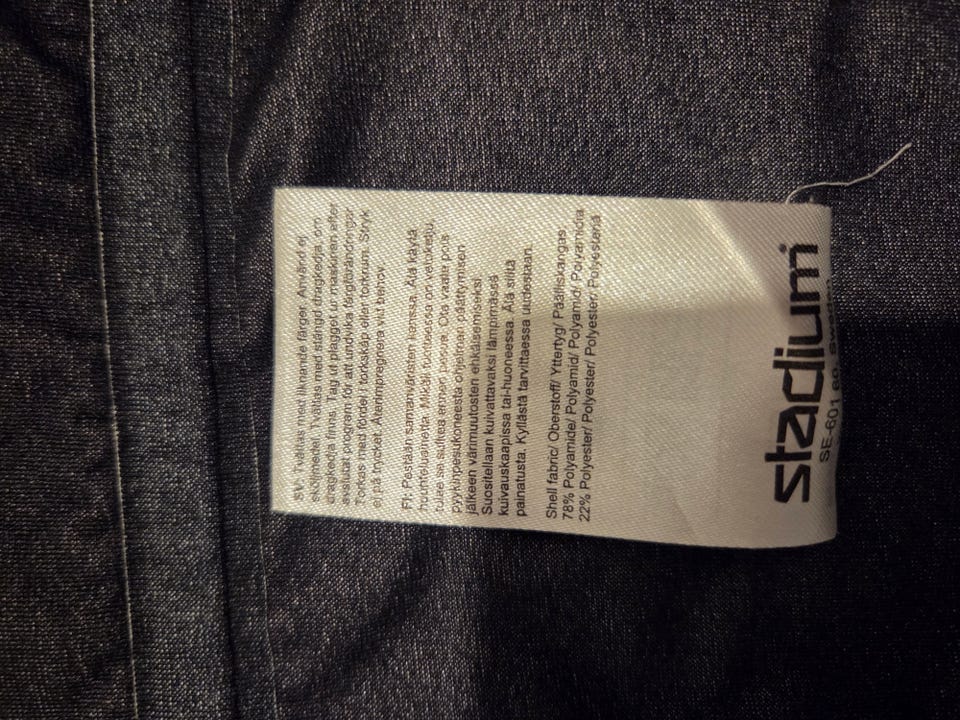 SV: Tvättas med liknande färger. Använd ej
sköljmedel. Tvättas med stängd dragkedja, om
dragkedja finns. Tag ut plagget ur maskinen efter
avslutat program för att undvika färgförändringar.
Torkas med fördel i torkskåp eller torkrum. Stryk
ej på trycket. Återimpregnera vid behov.
FI: Pestään samanväristen kanssa. Älä käytä
huuhteluainetta. Mikäli tuotteessa on vetoketju,
tulee se sulkea ennen pesua. Ota vaate pois
pyykinpesukoneesta ohjelman päättymisen
jälkeen värimuutosten ehkäisemiseksi.
Suositellaan kuivattavaksi lämpimässä
kuivauskaapissa tai-huoneessa. Älä silitä
painatusta. Kyllästä tarvittaessa uudestaan.
Shell fabric/ Oberstoff/ Yttertyg/ Päällikangas
78% Polyamide/ Polyamid/ Polyamid/ Polyamidia
22% Polyester/ Polyester/ Polyester/ Polyesteriä
stadium
SE-601 60, Sweden